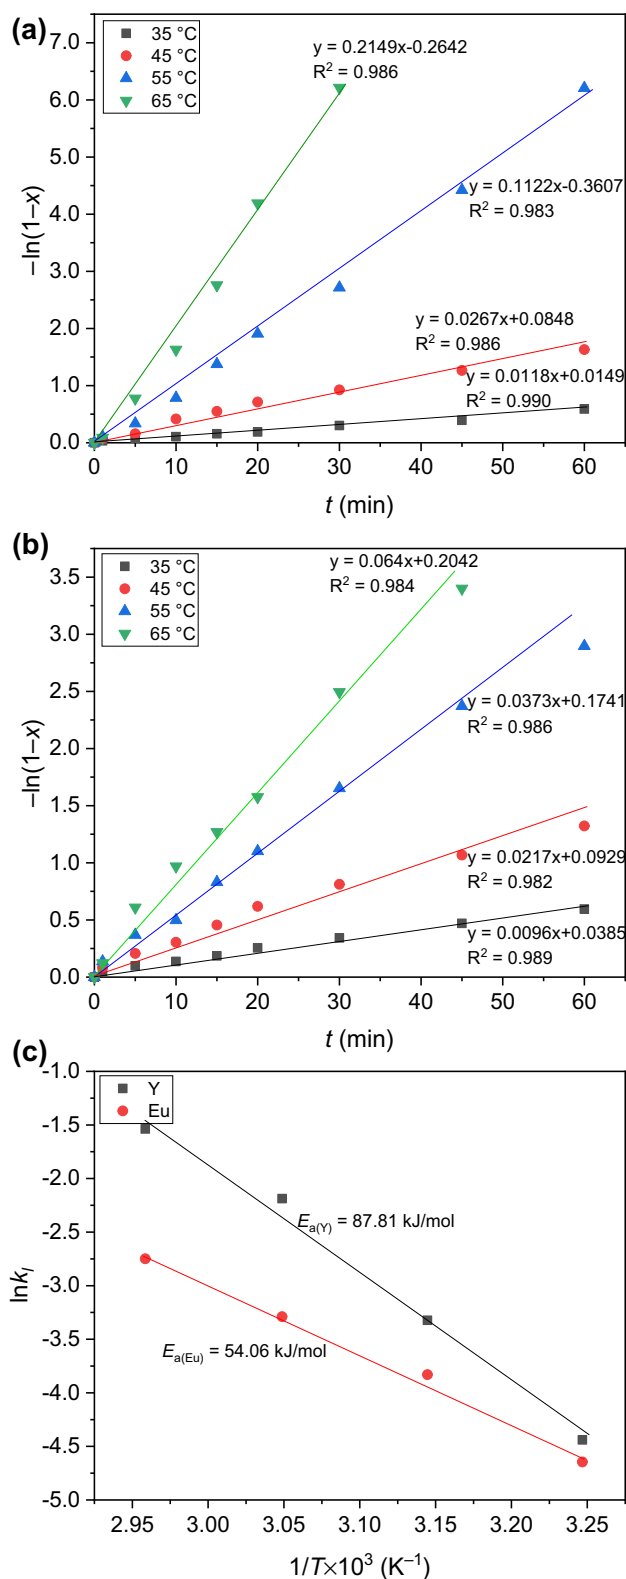 (a)
35 °C
45 °C
55 °C
65 °C
y = 0.2149x-0.2642
R² = 0.986
y = 0.1122x-0.3607
R² = 0.983
y = 0.0267x+0.0848
R² = 0.986
y = 0.0118x+0.0149
R² = 0.990
7.0
6.0
5.0
4.0
3.0
2.0
1.0
0.0
−ln(1−x)
0 10 20 30 40 50 60
t (min)
(b)
35 °C
45 °C
55 °C
65 °C
y = 0.064x+0.2042
R² = 0.984
y = 0.0373x+0.1741
R² = 0.986
y = 0.0217x+0.0929
R² = 0.982
y = 0.0096x+0.0385
R² = 0.989
3.5
3.0
2.5
2.0
1.5
1.0
0.5
0.0
−ln(1−x)
0 10 20 30 40 50 60
t (min)
(c)
Y
Eu
Ea(Y) = 87.81 kJ/mol
Ea(Eu) = 54.06 kJ/mol
-1.0
-1.5
-2.0
-2.5
-3.0
-3.5
-4.0
-4.5
-5.0
lnkl
2.95 3.00 3.05 3.10 3.15 3.20 3.25
1/T×10³ (K⁻¹)